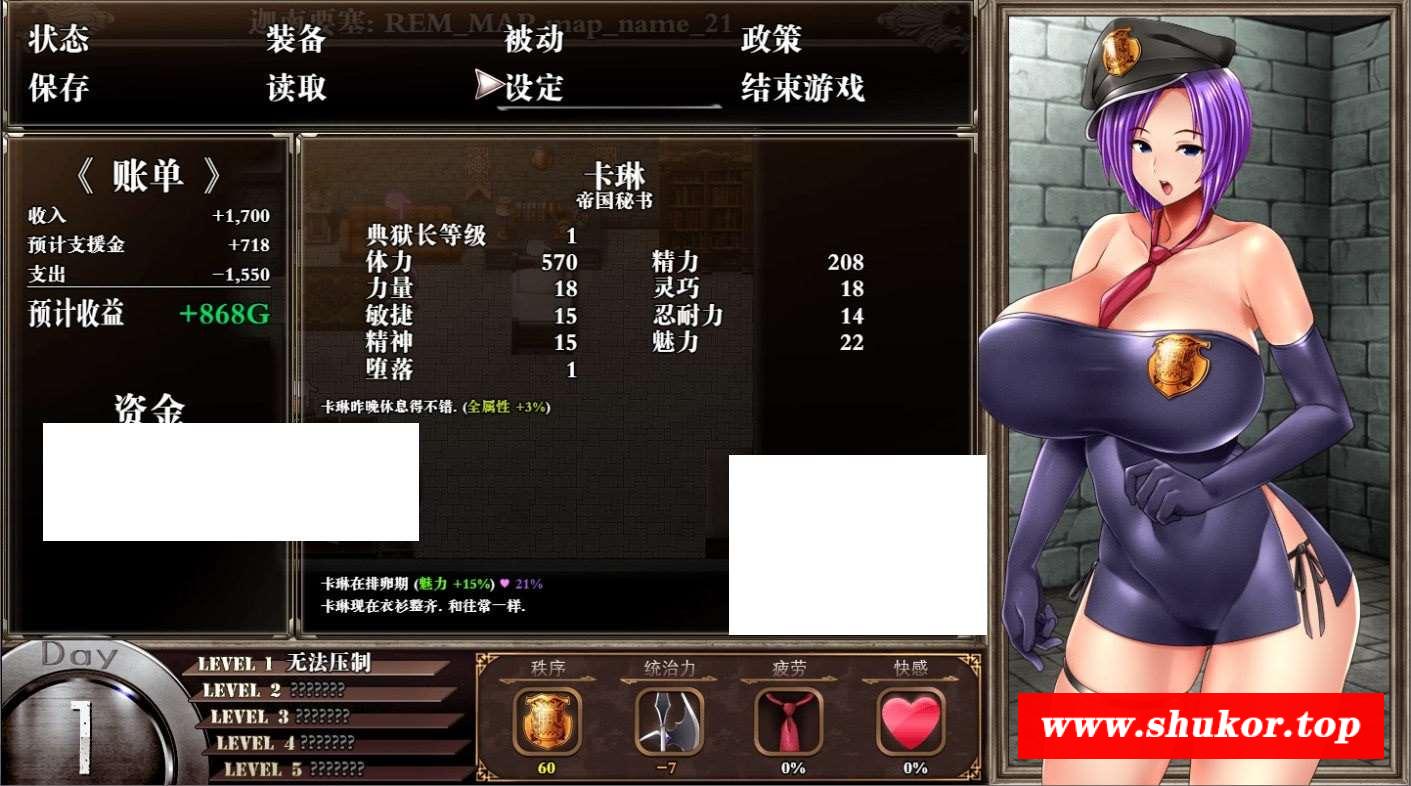 迦南要塞: REM_MAP map_name_21
状态 装备 被动 政策
保存 读取 设定 结束游戏
《 账单 》
收入 +1,700
预计支援金 +718
支出 −1,550
预计收益 +868G
资金
卡琳
帝国秘书
典狱长等级 1
体力 570 精力 208
力量 18 灵巧 18
敏捷 15 忍耐力 14
精神 15 魅力 22
堕落 1
卡琳昨晚休息得不错. (全属性 +3%)
卡琳在排卵期 (魅力 +15%) ♥ 21%
卡琳现在衣衫整齐. 和往常一样.
Day
1
LEVEL 1 无法压制
LEVEL 2 ???????
LEVEL 3 ???????
LEVEL 4 ???????
LEVEL 5 ???????
秩序 统治力 疲劳 快感
60 −7 0% 0%
www.shukor.top